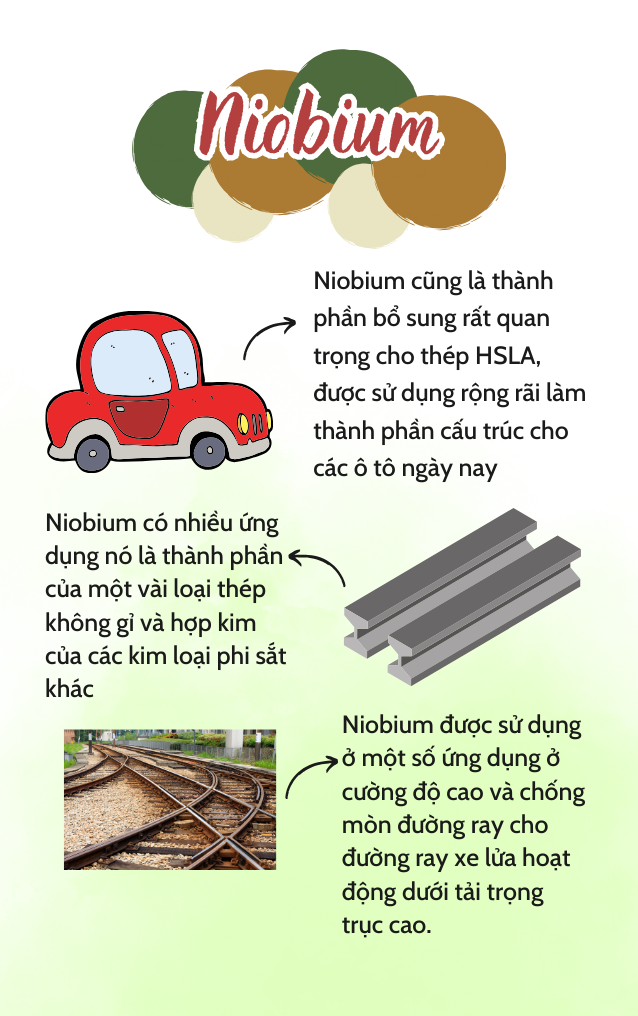 Niobium
Niobium cũng là thành
phần bổ sung rất quan
trọng cho thép HSLA,
được sử dụng rộng rãi làm
thành phần cấu trúc cho
các ô tô ngày nay
Niobium có nhiều ứng
dụng nó là thành phần
của một vài loại thép
không gỉ và hợp kim
của các kim loại phi sắt
khác
Niobium được sử dụng
ở một số ứng dụng ở
cường độ cao và chống
mòn đường ray cho
đường ray xe lửa hoạt
động dưới tải trọng
trục cao.